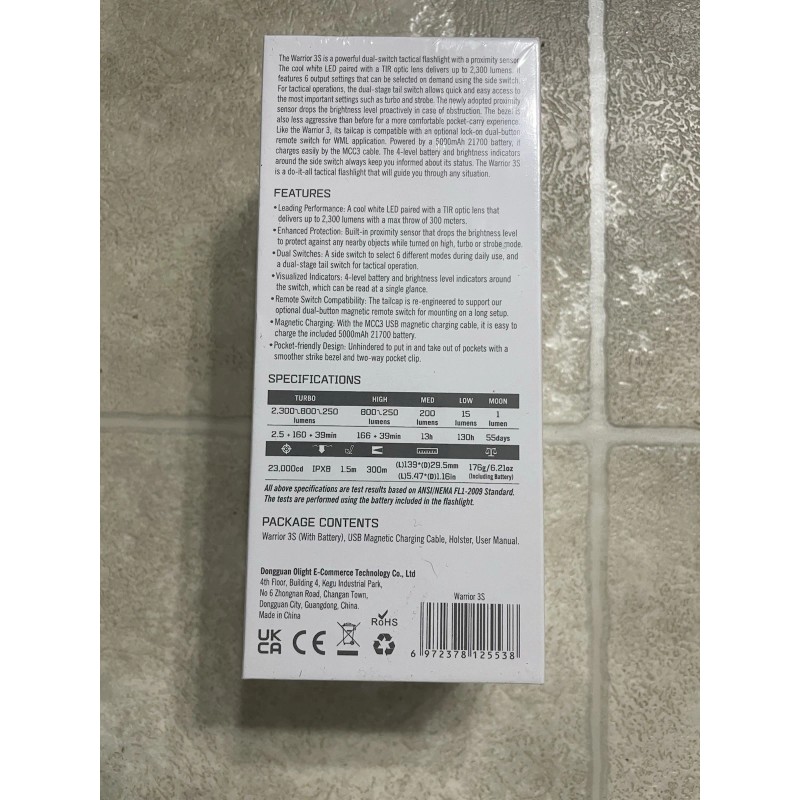 The Warrior 3S is a powerful dual-switch tactical flashlight with a proximity sensor.
The cool white LED paired with a TIR optic lens delivers up to 2,300 lumens. It
features 6 output settings that can be selected on demand using the side switch.
For tactical operations, the dual-stage tail switch allows quick and easy access to
the most important settings such as turbo and strobe. The newly adopted proximity
sensor drops the brightness level proactively in case of obstruction. The bezel is
also less aggressive than before for a more comfortable pocket-carry experience.
Like the Warrior 3, its tailcap is compatible with an optional lock-on dual-button
remote switch for WML application. Powered by a 5000mAh 21700 battery, it
charges easily by the MCC3 cable. The 4-level battery and brightness indicators
around the side switch always keep you informed about its status. The Warrior 3S
is a do-it-all tactical flashlight that will guide you through any situation.
FEATURES
•Leading Performance: A cool white LED paired with a TIR optic lens that
delivers up to 2,300 lumens with a max throw of 300 meters.
•Enhanced Protection: Built-in proximity sensor that drops the brightness level
to protect against any nearby objects while turned on high, turbo or strobe mode.
•Dual Switches: A side switch to select 6 different modes during daily use, and
a dual-stage tail switch for tactical operation.
•Visualized Indicators: 4-level battery and brightness level indicators around
the switch, which can be read at a single glance.
•Remote Switch Compatibility: The tailcap is re-engineered to support our
optional dual-button magnetic remote switch for mounting on a long setup.
•Magnetic Charging: With the MCC3 USB magnetic charging cable, it is easy to
charge the included 5000mAh 21700 battery.
•Pocket-friendly Design: Unhindered to put in and take out of pockets with a
smoother strike bezel and two-way pocket clip.
SPECIFICATIONS
TURBO HIGH MED LOW MOON
2,300↘800↘250 800↘250 200 15 1
lumens lumens lumens lumens lumen
2.5 + 160 + 39min 166 + 39min 13h 130h 55days
23,000cd IPX8 1.5m 300m (L)139*(D)29.5mm 176g/6.21oz
(L)5.47*(D)1.16in (Including Battery)
All above specifications are test results based on ANSI/NEMA FL1-2009 Standard.
The tests are performed using the battery included in the flashlight.
PACKAGE CONTENTS
Warrior 3S (With Battery), USB Magnetic Charging Cable, Holster, User Manual.
Dongguan Olight E-Commerce Technology Co., Ltd
4th Floor, Building 4, Kegu Industrial Park,
No 6 Zhongnan Road, Changan Town,
Dongguan City, Guangdong, China.
Made in China
Warrior 3S
RoHS
UK
CA CE
6 972378 125538